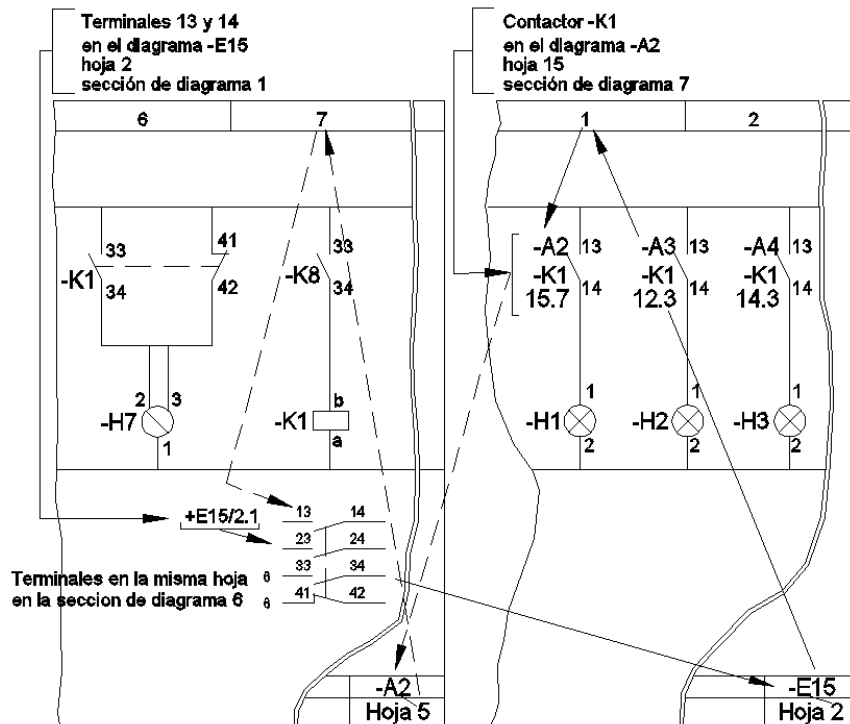 Terminales 13 y 14
en el diagrama -E15
hoja 2
sección de diagrama 1
Contactor -K1
en el diagrama -A2
hoja 15
sección de diagrama 7
6
7
1
2
33
41
-K1
34
42
33
-K8
34
2
3
-H7
1
b
-K1
a
-A2
13
-K1
14
15.7
-A3
13
-K1
14
12.3
-A4
13
-K1
14
14.3
1
-H1
2
1
-H2
2
1
-H3
2
+E15/2.1
13
14
23
24
33
34
41
42
Terminales en la misma hoja
6
en la seccion de diagrama 6
6
-A2
Hoja 5
-E15
Hoja 2